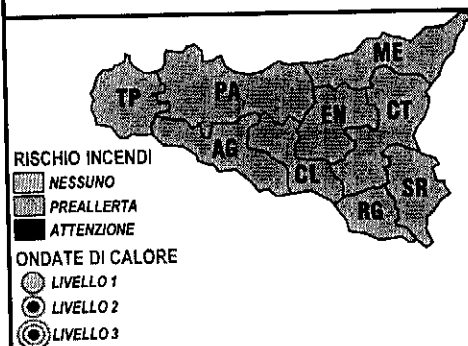 ME
TP PA EN CT
AG
CL SR
RG
RISCHIO INCENDI
NESSUNO
PREALLERTA
ATTENZIONE
ONDATE DI CALORE
LIVELLO 1
LIVELLO 2
LIVELLO 3